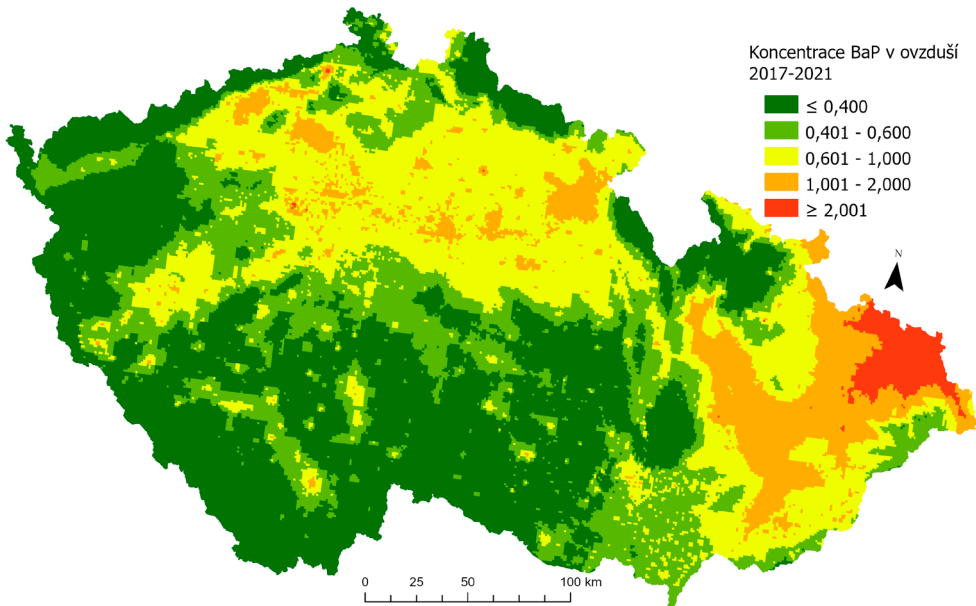 Koncentrace BaP v ovzduší
2017-2021
≤ 0,400
0,401 - 0,600
0,601 - 1,000
1,001 - 2,000
≥ 2,001
N
0 25 50 100 km